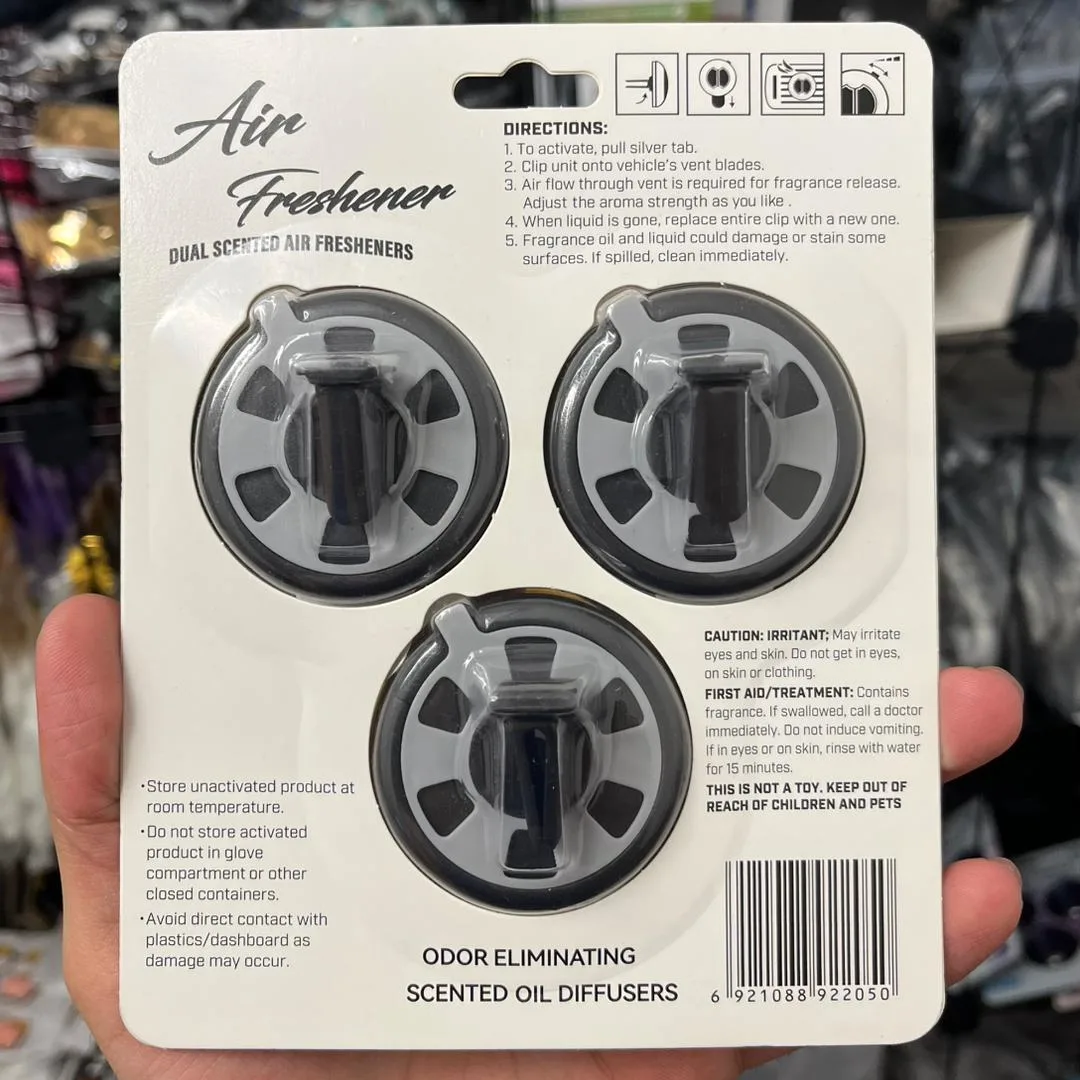 Air
Freshener
DUAL SCENTED AIR FRESHENERS
DIRECTIONS:
1. To activate, pull silver tab.
2. Clip unit onto vehicle's vent blades.
3. Air flow through vent is required for fragrance release.
Adjust the aroma strength as you like .
4. When liquid is gone, replace entire clip with a new one.
5. Fragrance oil and liquid could damage or stain some
surfaces. If spilled, clean immediately.
CAUTION: IRRITANT; May irritate
eyes and skin. Do not get in eyes,
on skin or clothing.
FIRST AID/TREATMENT: Contains
fragrance. If swallowed, call a doctor
immediately. Do not induce vomiting.
If in eyes or on skin, rinse with water
for 15 minutes.
THIS IS NOT A TOY. KEEP OUT OF
REACH OF CHILDREN AND PETS
•Store unactivated product at
room temperature.
•Do not store activated
product in glove
compartment or other
closed containers.
•Avoid direct contact with
plastics/dashboard as
damage may occur.
ODOR ELIMINATING
SCENTED OIL DIFFUSERS
6 921088 922050